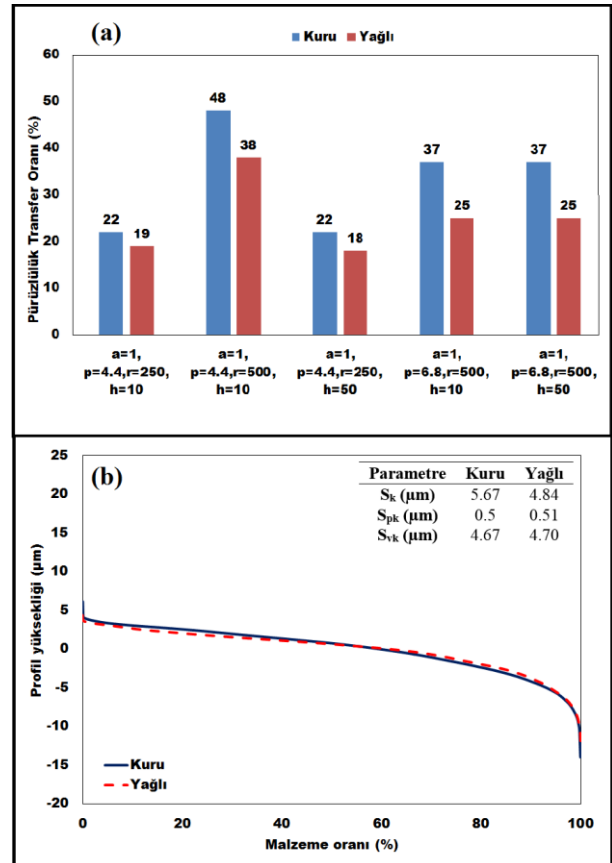 (a)
Kuru Yağlı
Pürüzlülük Transfer Oranı (%)
60
50
40
30
20
10
0
22 19 48 38 22 18 37 25 37 25
a=1, p=4.4,r=250, h=10
a=1, p=4.4,r=500, h=10
a=1, p=4.4,r=250, h=50
a=1, p=6.8,r=500, h=10
a=1, p=6.8,r=500, h=50
(b)
Parametre Kuru Yağlı
Sk (µm) 5.67 4.84
Spk (µm) 0.5 0.51
Svk (µm) 4.67 4.70
Profil yüksekliği (µm)
25
20
15
10
5
0
-5
-10
-15
-20
Kuru
Yağlı
0 20 40 60 80 100
Malzeme oranı (%)